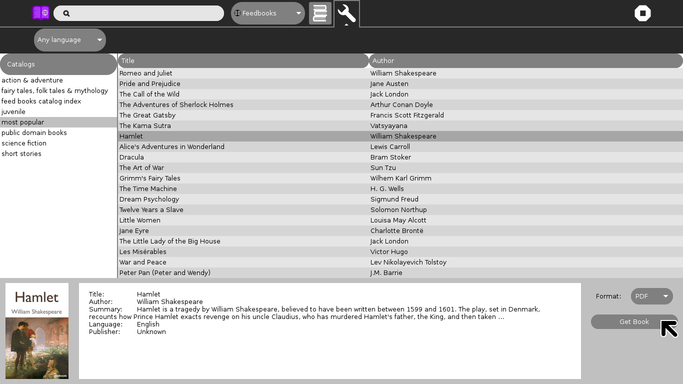 Feedbooks
Any language
Catalogs
Title Author
action & adventure
fairy tales, folk tales & mythology
feed books catalog index
juvenile
most popular
public domain books
science fiction
short stories
Romeo and Juliet William Shakespeare
Pride and Prejudice Jane Austen
The Call of the Wild Jack London
The Adventures of Sherlock Holmes Arthur Conan Doyle
The Great Gatsby Francis Scott Fitzgerald
The Kama Sutra Vatsyayana
Hamlet William Shakespeare
Alice's Adventures in Wonderland Lewis Carroll
Dracula Bram Stoker
The Art of War Sun Tzu
Grimm's Fairy Tales Wilhem Karl Grimm
The Time Machine H. G. Wells
Dream Psychology Sigmund Freud
Twelve Years a Slave Solomon Northup
Little Women Louisa May Alcott
Jane Eyre Charlotte Brontë
The Little Lady of the Big House Jack London
Les Misérables Victor Hugo
War and Peace Lev Nikolayevich Tolstoy
Peter Pan (Peter and Wendy) J.M. Barrie
Hamlet
William Shakespeare
Title: Hamlet
Author: William Shakespeare
Summary: Hamlet is a tragedy by William Shakespeare, believed to have been written between 1599 and 1601. The play, set in Denmark,
recounts how Prince Hamlet exacts revenge on his uncle Claudius, who has murdered Hamlet's father, the King, and then taken ...
Language: English
Publisher: Unknown
Format: PDF
Get Book